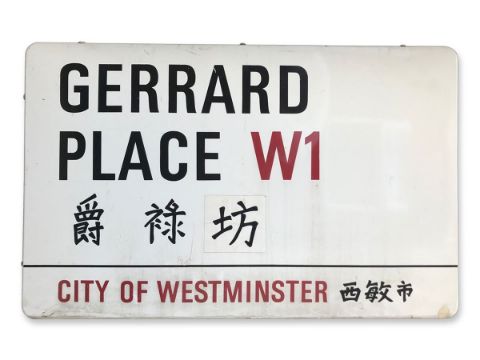 GERRARD
PLACE W1
爵祿坊
CITY OF WESTMINSTER 西敏市